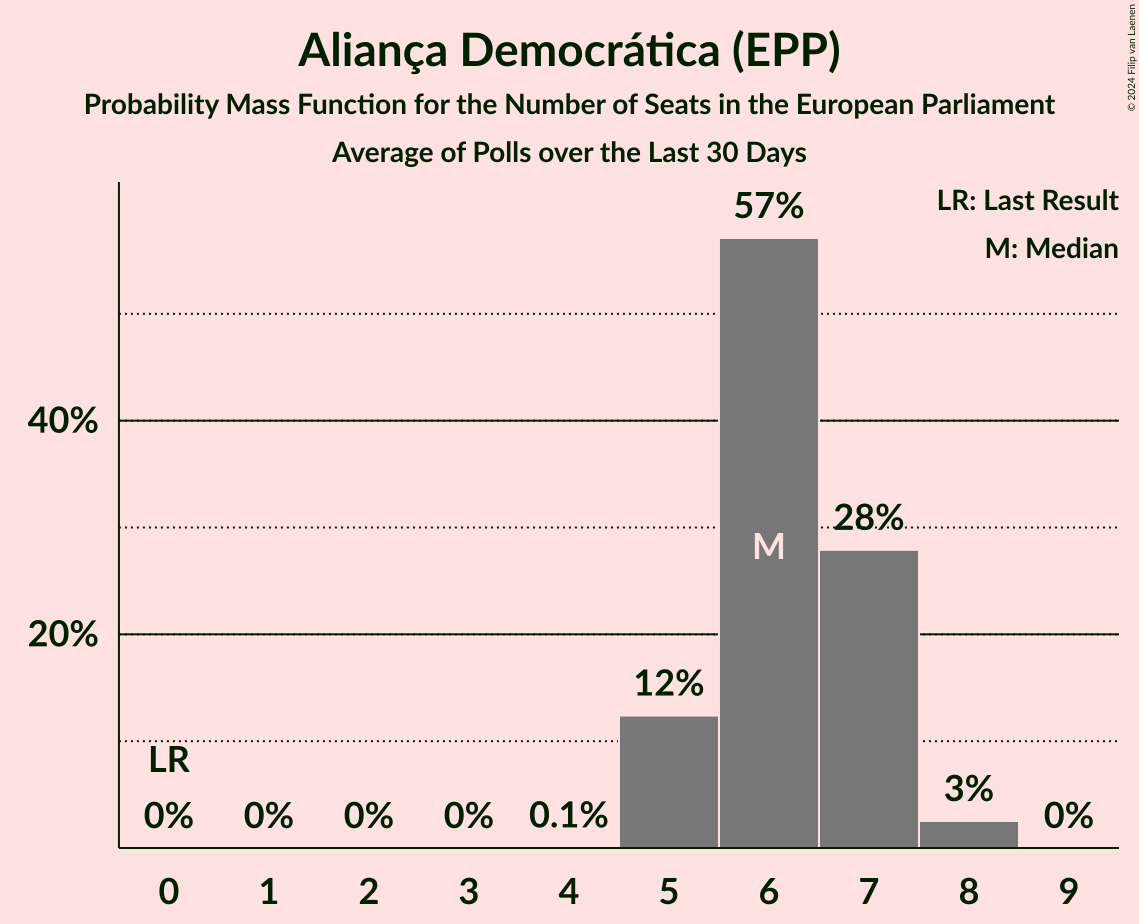 Aliança Democrática (EPP)
Probability Mass Function for the Number of Seats in the European Parliament
Average of Polls over the Last 30 Days
© 2024 Filip van Laenen
LR: Last Result
M: Median
57%
40%
28%
M
20%
12%
LR
3%
0% 0% 0% 0% 0.1% 0%
0 1 2 3 4 5 6 7 8 9